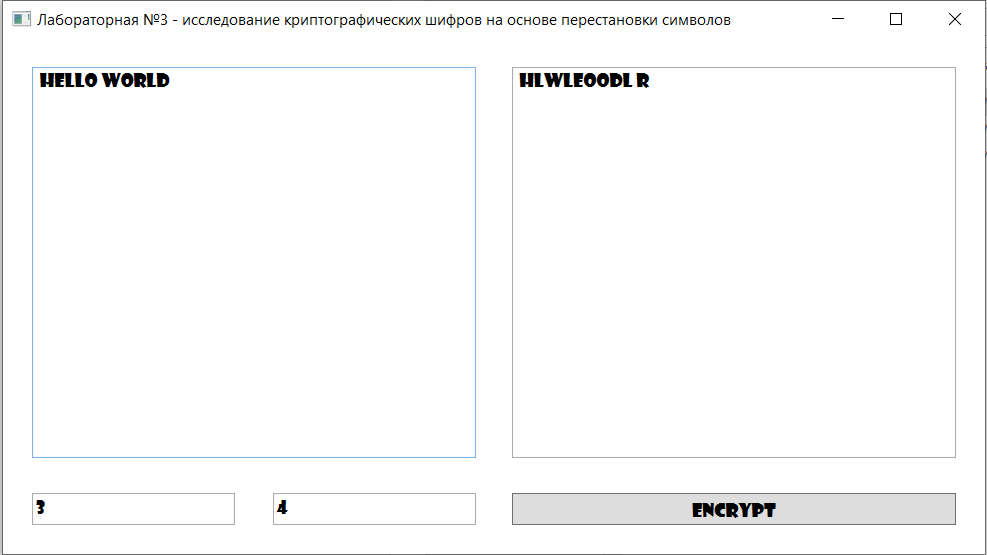 Лабораторная №3 - исследование криптографических шифров на основе перестановки символов
HELLO WORLD
HLWLEOODL R
3
4
ENCRYPT